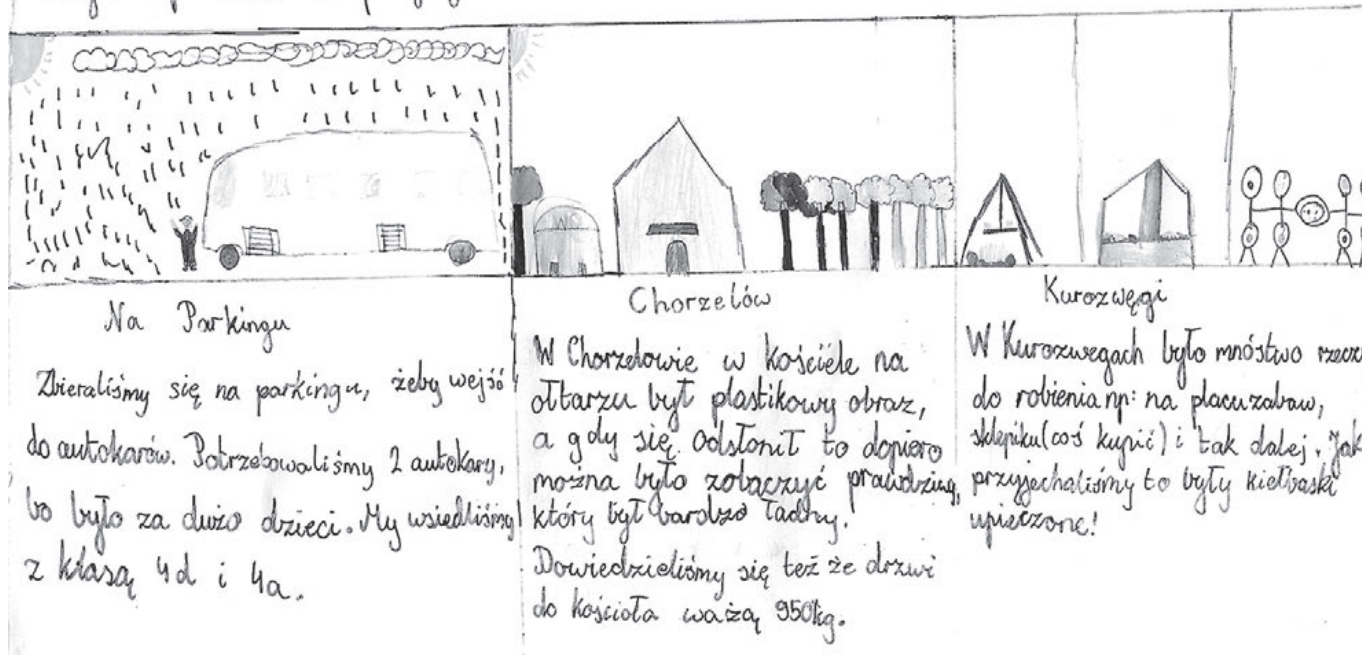 WC
Na Parkingu
Zbieraliśmy się na parkingu, żeby wejść
do autokarów. Potrzebowaliśmy 2 autokary,
bo było za dużo dzieci. My wsiedliśmy
z klasą 4d i 4a.
Chorzelów
W Chorzelowie w kościele na
ołtarzu był plastikowy obraz,
a gdy się odsłonił to dopiero
można było zobaczyć prawdziwy,
który był bardzo ładny.
Dowiedzieliśmy się też że drzwi
do kościoła ważą 950kg.
Kurozwęgi
W Kurozwegach było mnóstwo rzeczy
do robienia np: na placu zabaw,
sklepiku(coś kupić) i tak dalej. Jak
przyjechaliśmy to były kiełbaski
upieczone!